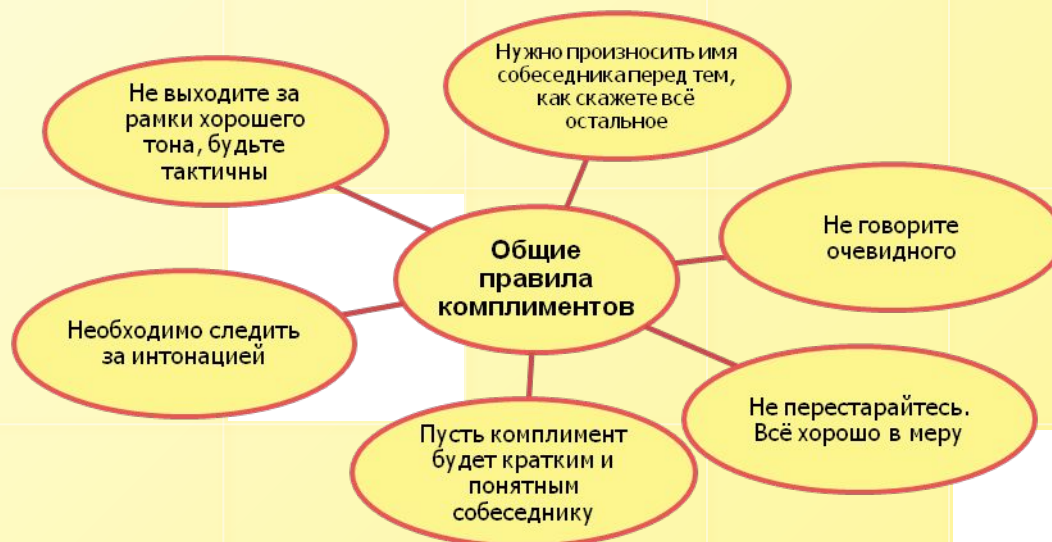 Нужно произносить имя
собеседника перед тем,
как скажете всё
остальное
Не выходите за
рамки хорошего
тона, будьте
тактичны
Не говорите
очевидного
Общие
правила
комплиментов
Необходимо следить
за интонацией
Не перестарайтесь.
Всё хорошо в меру
Пусть комплимент
будет кратким и
понятным
собеседнику